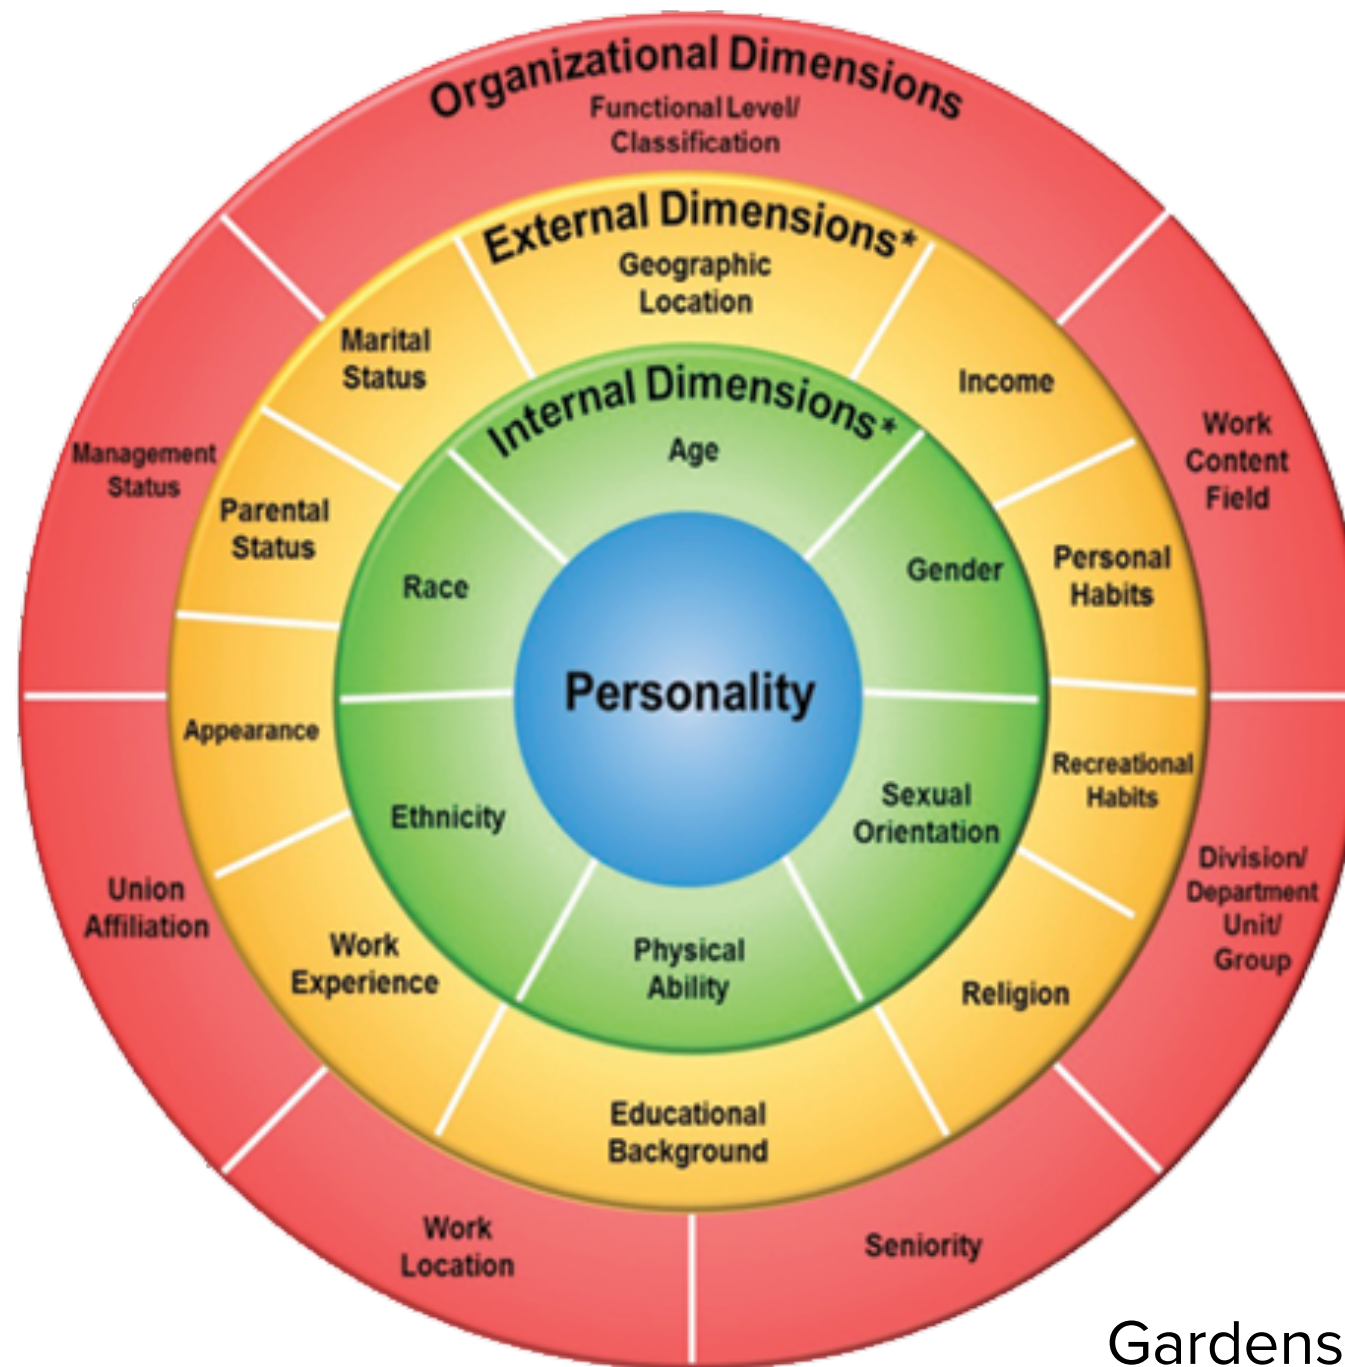 Organizational Dimensions
Functional Level/
Classification
External Dimensions*
Geographic
Location
Marital
Status
Income
Internal Dimensions*
Age
Management
Status
Work
Content
Field
Parental
Status
Personal
Habits
Race
Gender
Personality
Appearance
Recreational
Habits
Ethnicity
Sexual
Orientation
Union
Affiliation
Division/
Department
Unit/
Group
Work
Experience
Physical
Ability
Religion
Educational
Background
Work
Location
Seniority
Gardens